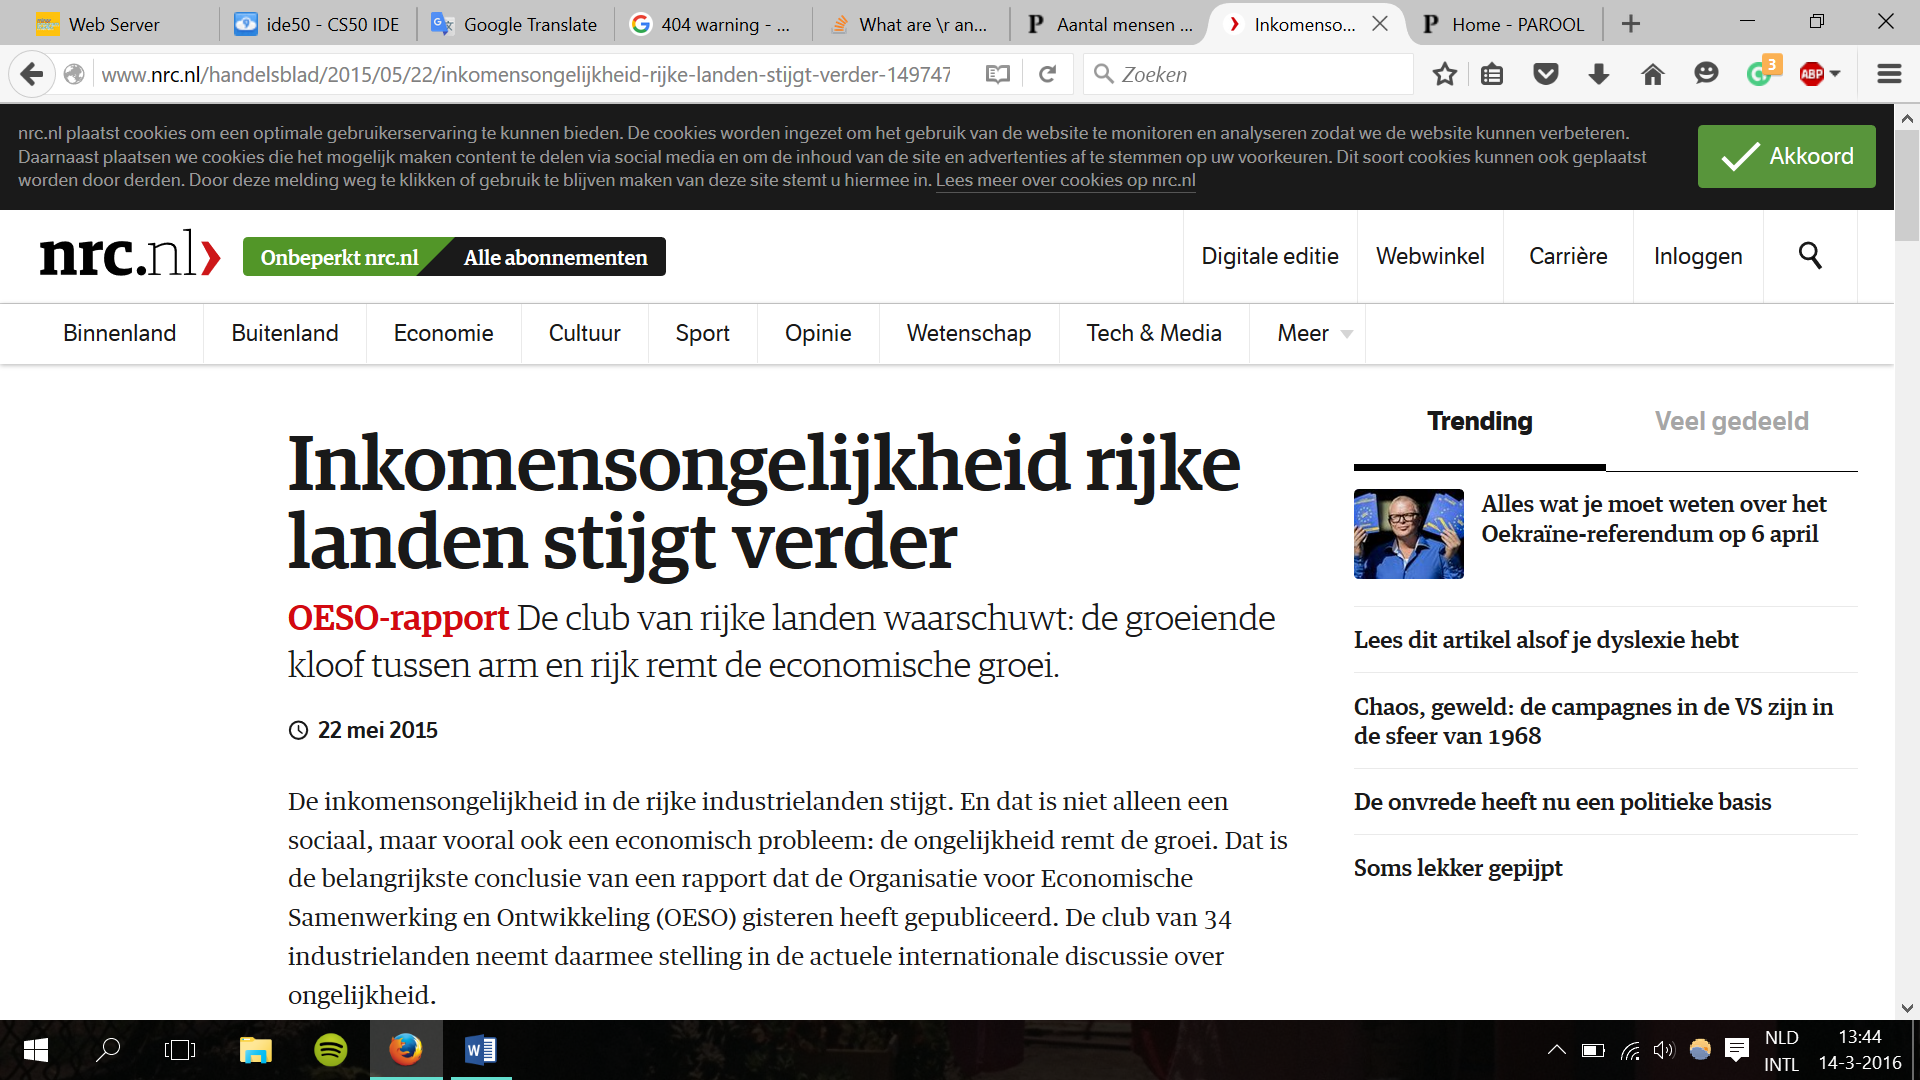 Web Server
ide50 - CS50 IDE
Google Translate
404 warning - ...
What are \r an...
Aantal mensen ...
Inkomenso...
Home - PAROOL
www.nrc.nl/handelsblad/2015/05/22/inkomensongelijkheid-rijke-landen-stijgt-verder-149747
Zoeken
3
ABP
nrc.nl plaatst cookies om een optimale gebruikerservaring te kunnen bieden. De cookies worden ingezet om het gebruik van de website te monitoren en analyseren zodat we de website kunnen verbeteren.
Daarnaast plaatsen we cookies die het mogelijk maken content te delen via social media en om de inhoud van de site en advertenties af te stemmen op uw voorkeuren. Dit soort cookies kunnen ook geplaatst
worden door derden. Door deze melding weg te klikken of gebruik te blijven maken van deze site stemt u hiermee in. Lees meer over cookies op nrc.nl
Akkoord
nrc.nl
Onbeperkt nrc.nl
Alle abonnementen
Digitale editie
Webwinkel
Carrière
Inloggen
Binnenland
Buitenland
Economie
Cultuur
Sport
Opinie
Wetenschap
Tech & Media
Meer
Inkomensongelijkheid rijke
landen stijgt verder
OESO-rapport De club van rijke landen waarschuwt: de groeiende
kloof tussen arm en rijk remt de economische groei.
22 mei 2015
De inkomensongelijkheid in de rijke industrielanden stijgt. En dat is niet alleen een
sociaal, maar vooral ook een economisch probleem: de ongelijkheid remt de groei. Dat is
de belangrijkste conclusie van een rapport dat de Organisatie voor Economische
Samenwerking en Ontwikkeling (OESO) gisteren heeft gepubliceerd. De club van 34
industrielanden neemt daarmee stelling in de actuele internationale discussie over
ongelijkheid.
Trending
Veel gedeeld
Alles wat je moet weten over het
Oekraïne-referendum op 6 april
Lees dit artikel alsof je dyslexie hebt
Chaos, geweld: de campagnes in de VS zijn in
de sfeer van 1968
De onvrede heeft nu een politieke basis
Soms lekker gepijpt
NLD
INTL
13:44
14-3-2016